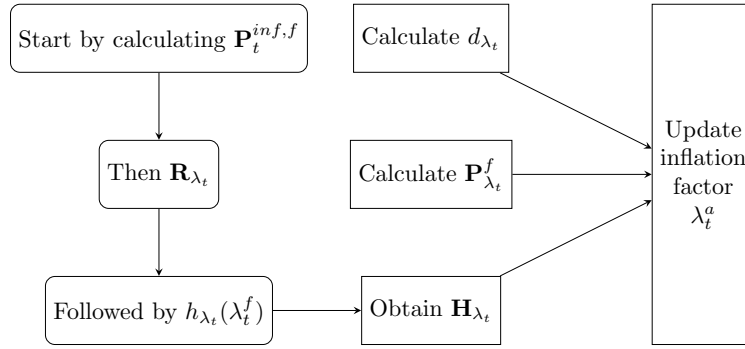 Start by calculating $\mathbf{P}_t^{inf,f}$
Calculate $d_{\lambda_t}$
Then $\mathbf{R}_{\lambda_t}$
Calculate $\mathbf{P}_{\lambda_t}^f$
Followed by $h_{\lambda_t}(\lambda_t^f)$
Obtain $\mathbf{H}_{\lambda_t}$
Update
inflation
factor
$\lambda_t^a$